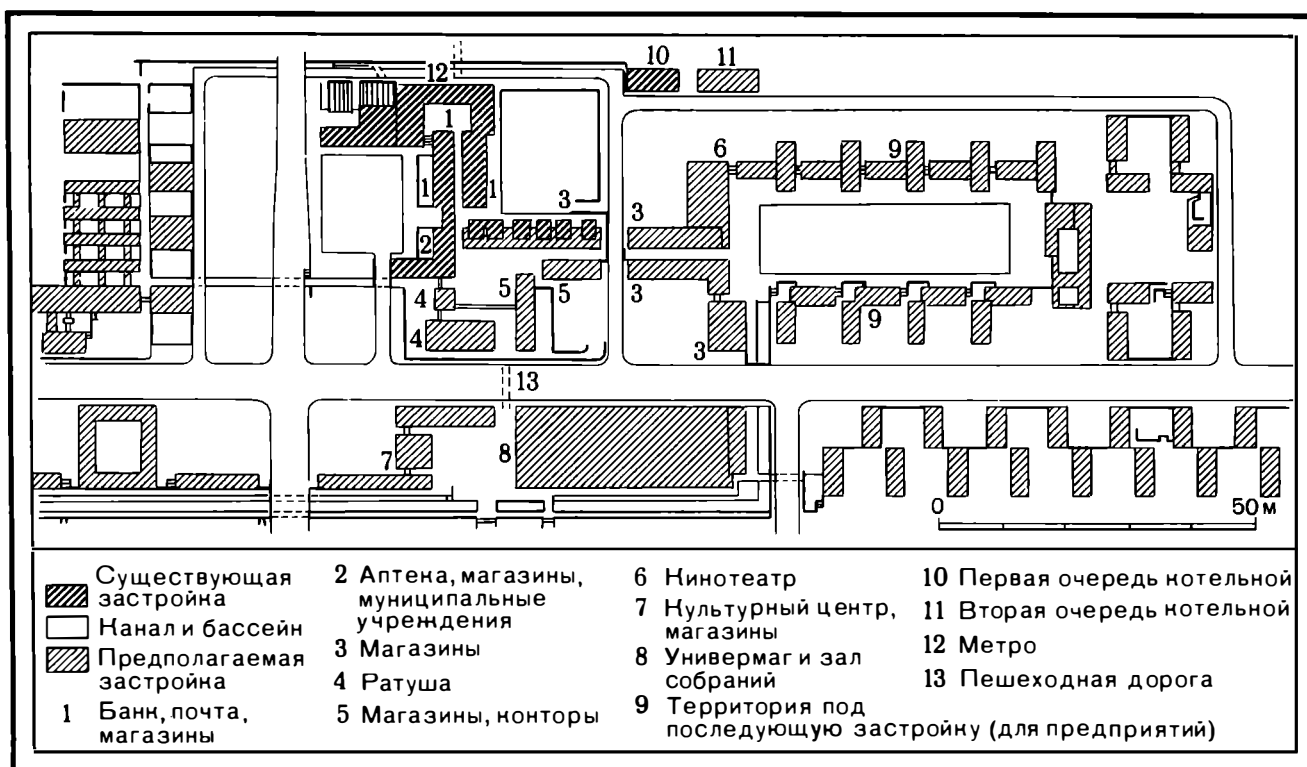 10
11
12
1
6
9
1
1
3
3
2
5
4
5
3
9
4
3
13
7
8
0
50 м
Существующая
застройка
Канал и бассейн
Предполагаемая
застройка
1 Банк, почта,
магазины
2 Аптека, магазины,
муниципальные
учреждения
3 Магазины
4 Ратуша
5 Магазины, конторы
6 Кинотеатр
7 Культурный центр,
магазины
8 Универмаг и зал
собраний
9 Территория под
последующую застройку (для предприятий)
10 Первая очередь котельной
11 Вторая очередь котельной
12 Метро
13 Пешеходная дорога